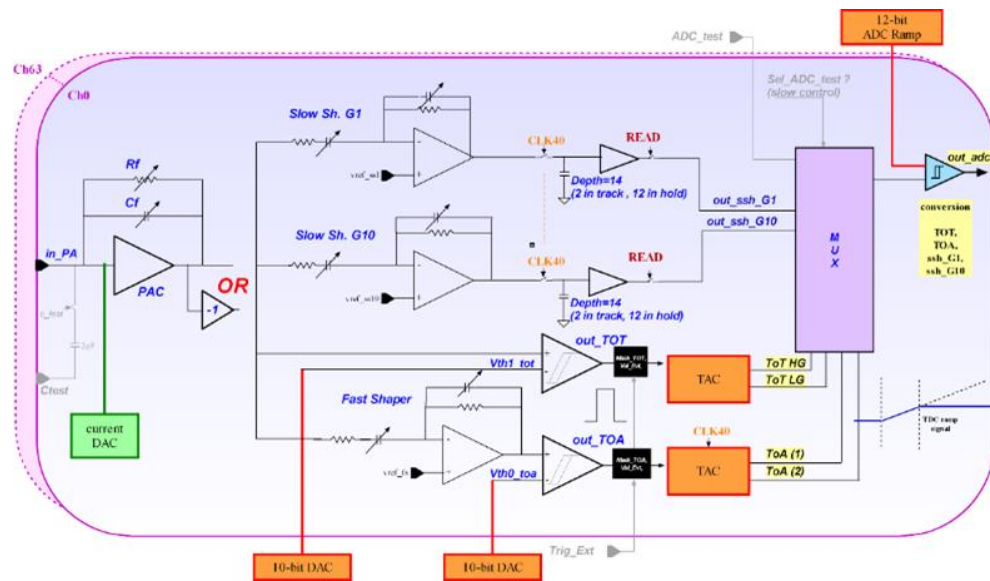 12-bit
ADC Ramp
ADC_test
Ch63
Ch0
Sel_ADC_test ?
(slow control)
Slow Sh. G1
CLK40
READ
out_adc
Rf
Depth=14
(2 in track , 12 in hold)
conversion
TOT,
TOA,
ssh_G1,
ssh_G10
Cf
out_ssh_G1
out_ssh_G10
MUX
in_PA
PAC
OR
-1
Slow Sh. G10
CLK40
READ
Depth=14
(2 in track, 12 in hold)
out_TOT
Vth1_tot
TAC
ToT HG
ToT LG
Ctest
Fast Shaper
current
DAC
TDC ramp
signal
out_TOA
CLK40
Vth0_toa
TAC
ToA (1)
ToA (2)
Trig_Ext
10-bit DAC
10-bit DAC